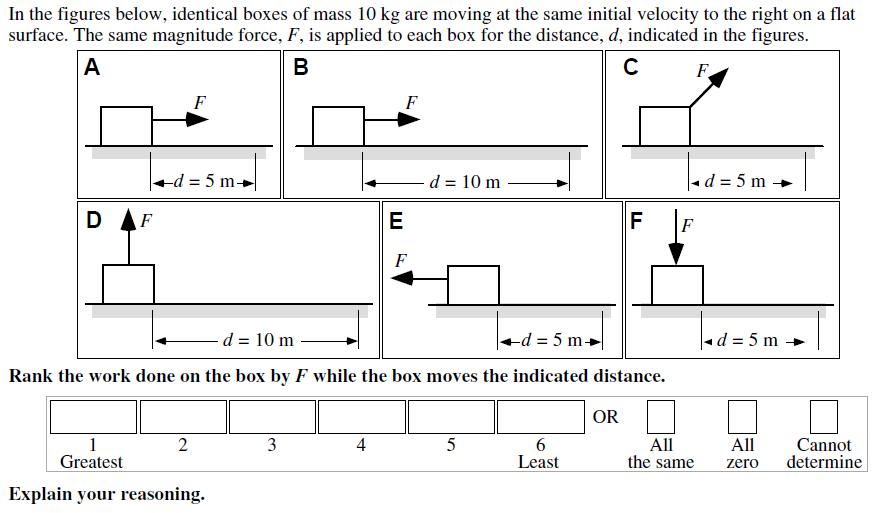 In the figures below, identical boxes of mass 10 kg are moving at the same initial velocity to the right on a flat
surface. The same magnitude force, F, is applied to each box for the distance, d, indicated in the figures.
A
F
d = 5 m
B
F
d = 10 m
C
F
d = 5 m
D
F
d = 10 m
E
F
d = 5 m
F
F
d = 5 m
Rank the work done on the box by F while the box moves the indicated distance.
OR
1 2 3 4 5 6 All All Cannot
Greatest Least the same zero determine
Explain your reasoning.